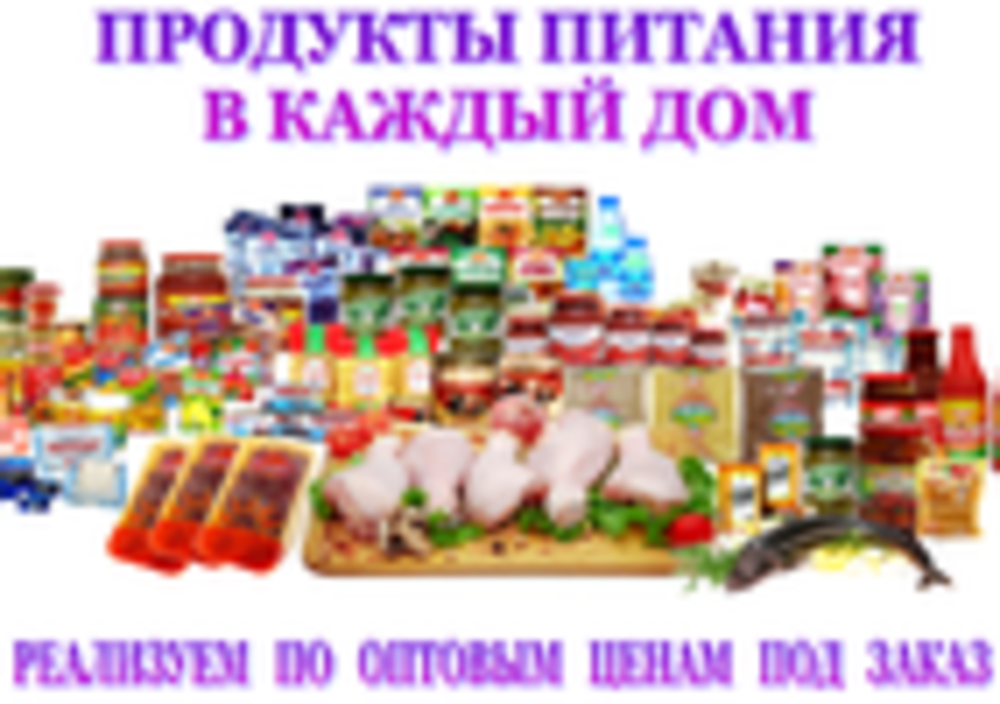 ПРОДУКТЫ ПИТАНИЯ
В КАЖДЫЙ ДОМ
РЕАЛИЗУЕМ ПО ОПТОВЫМ ЦЕНАМ ПОД ЗАКАЗ